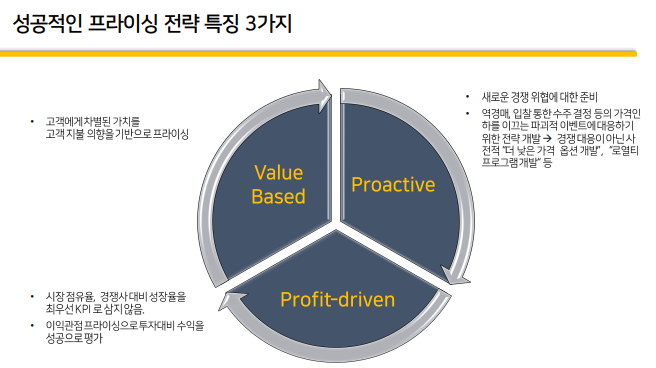 성공적인 프라이싱 전략 특징 3가지
• 고객에게 차별된 가치를
고객 지불 의향을 기반으로 프라이싱
Value
Based
Proactive
Profit-driven
• 새로운 경쟁 위협에 대한 준비
• 역경매, 입찰 통한 수주 결정 등의 가격인
하를 이끄는 파괴적 이벤트에 대응하기
위한 전략 개발 → 경쟁 대응이 아닌 사
전적 "더 낮은 가격 옵션 개발", "로열티
프로그램 개발" 등
• 시장 점유율, 경쟁사 대비 성장율을
최우선 KPI 로 삼지 않음.
• 이익관점 프라이싱으로 투자대비 수익을
성공으로 평가